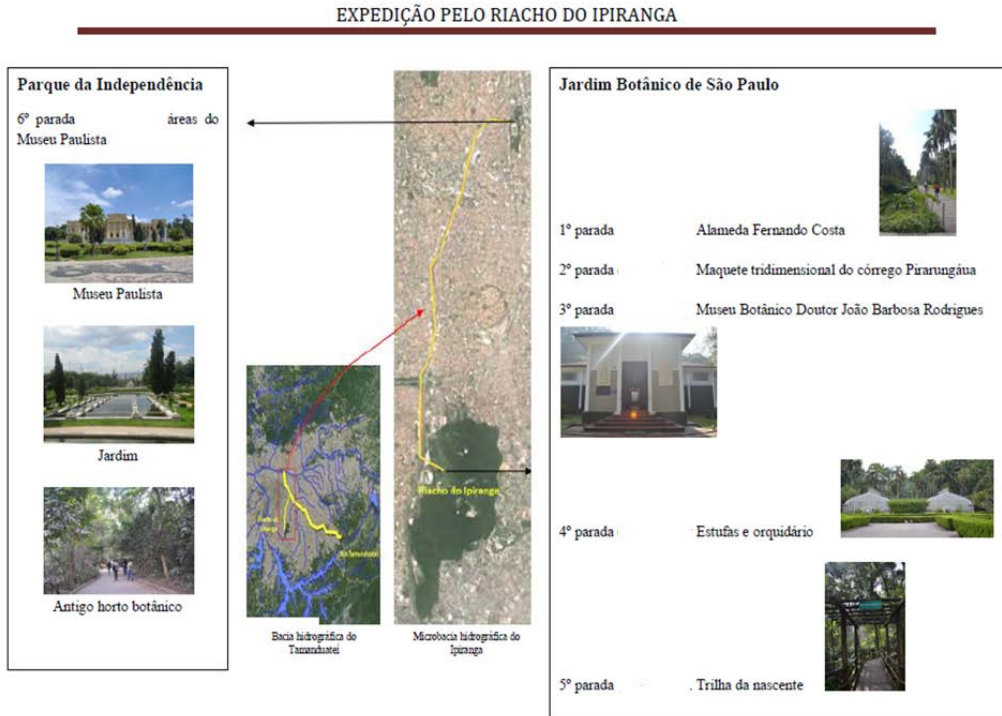 EXPEDIÇÃO PELO RIACHO DO IPIRANGA
Parque da Independência
6º parada áreas do
Museu Paulista
Museu Paulista
Jardim
Antigo horto botânico
Riacho do Ipiranga
Rio Tamanduateí
Bacia hidrográfica do
Tamanduateí
Microbacia hidrográfica do
Ipiranga
Jardim Botânico de São Paulo
1º parada Alameda Fernando Costa
2º parada Maquete tridimensional do córrego Pirarungáua
3º parada Museu Botânico Doutor João Barbosa Rodrigues
4º parada Estufas e orquidário
5º parada . Trilha da nascente